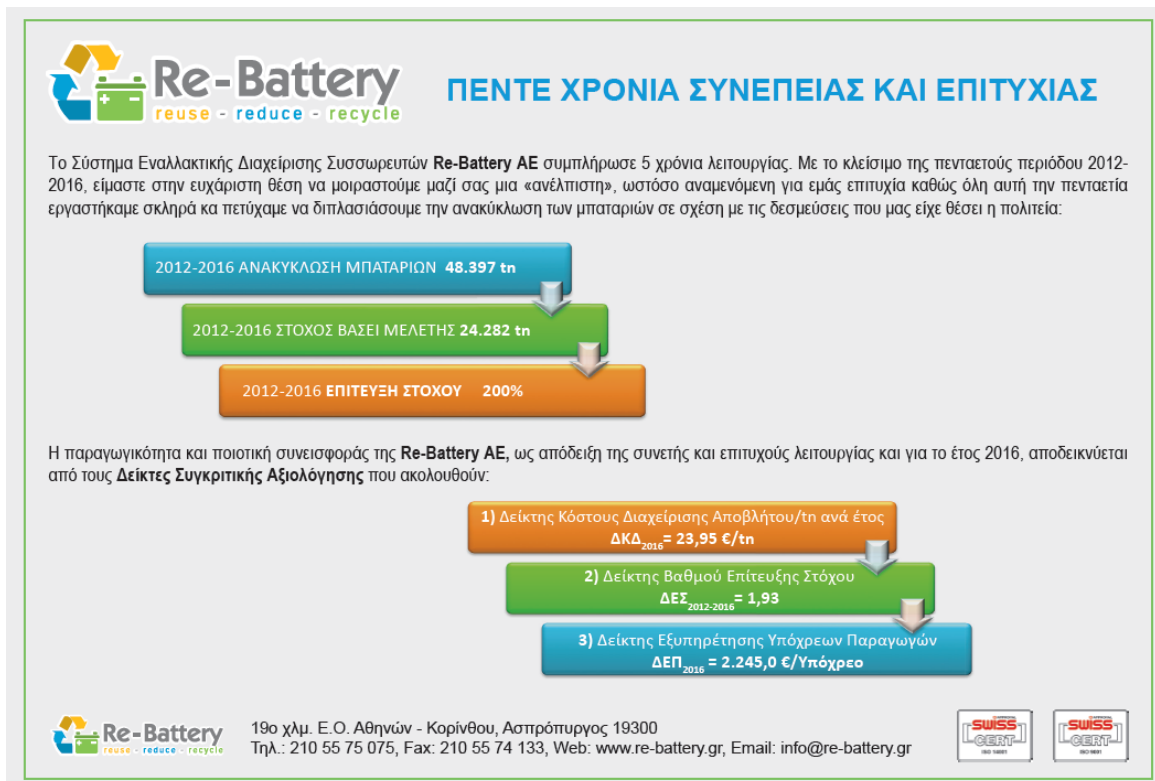 Re-Battery
reuse - reduce - recycle
ΠΕΝΤΕ ΧΡΟΝΙΑ ΣΥΝΕΠΕΙΑΣ ΚΑΙ ΕΠΙΤΥΧΙΑΣ
Το Σύστημα Εναλλακτικής Διαχείρισης Συσσωρευτών Re-Battery ΑΕ συμπλήρωσε 5 χρόνια λειτουργίας. Με το κλείσιμο της πενταετούς περιόδου 2012-
2016, είμαστε στην ευχάριστη θέση να μοιραστούμε μαζί σας μια «ανέλπιστη», ωστόσο αναμενόμενη για εμάς επιτυχία καθώς όλη αυτή την πενταετία
εργαστήκαμε σκληρά κα πετύχαμε να διπλασιάσουμε την ανακύκλωση των μπαταριών σε σχέση με τις δεσμεύσεις που μας είχε θέσει η πολιτεία:
2012-2016 ΑΝΑΚΥΚΛΩΣΗ ΜΠΑΤΑΡΙΩΝ 48.397 tn
2012-2016 ΣΤΟΧΟΣ ΒΑΣΕΙ ΜΕΛΕΤΗΣ 24.282 tn
2012-2016 ΕΠΙΤΕΥΞΗ ΣΤΟΧΟΥ 200%
Η παραγωγικότητα και ποιοτική συνεισφοράς της Re-Battery ΑΕ, ως απόδειξη της συνετής και επιτυχούς λειτουργίας και για το έτος 2016, αποδεικνύεται
από τους Δείκτες Συγκριτικής Αξιολόγησης που ακολουθούν:
1) Δείκτης Κόστους Διαχείρισης Αποβλήτου/tn ανά έτος
ΔΚΔ2016= 23,95 €/tn
2) Δείκτης Βαθμού Επίτευξης Στόχου
ΔΕΣ2012-2016= 1,93
3) Δείκτης Εξυπηρέτησης Υπόχρεων Παραγωγών
ΔΕΠ2016 = 2.245,0 €/Υπόχρεο
Re-Battery
reuse - reduce - recycle
19ο χλμ. Ε.Ο. Αθηνών - Κορίνθου, Ασπρόπυργος 19300
Τηλ.: 210 55 75 075, Fax: 210 55 74 133, Web: www.re-battery.gr, Email: info@re-battery.gr
SWISS
CERT
ISO 14001
SWISS
CERT
ISO 9001